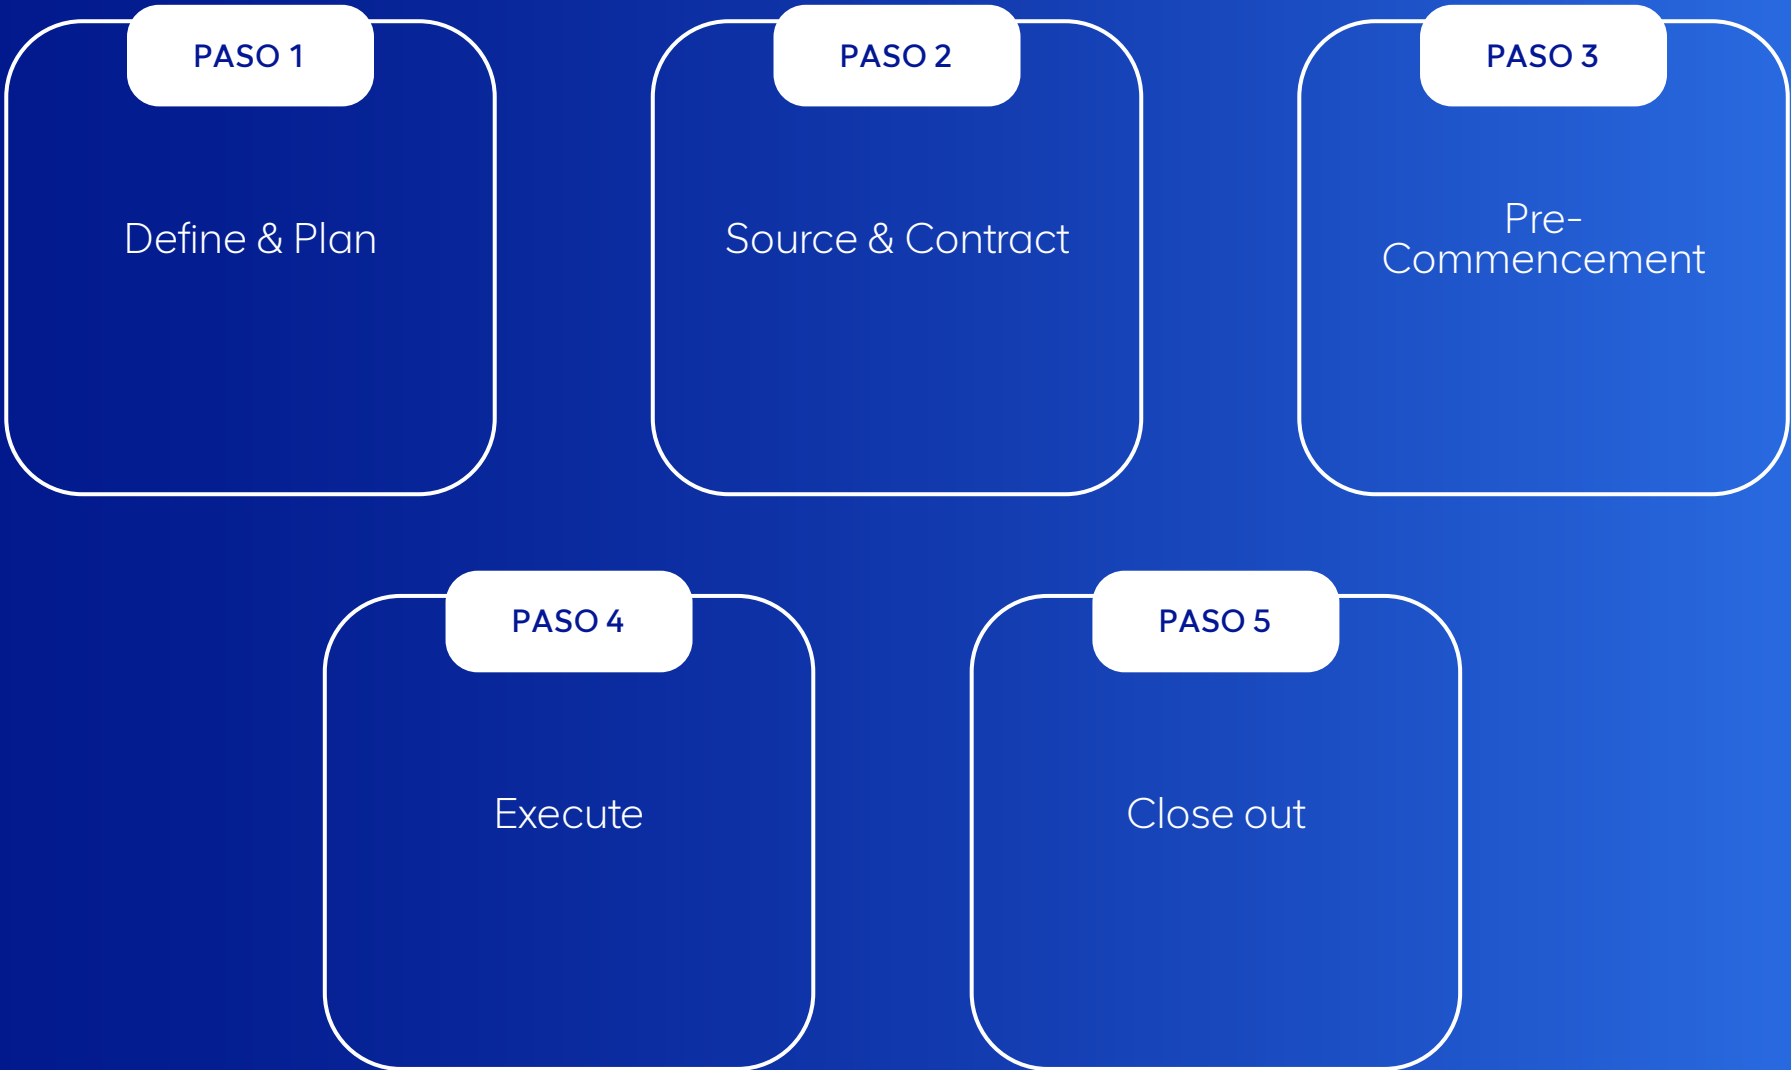 PASO 1
Define & Plan
PASO 2
Source & Contract
PASO 3
Pre-
Commencement
PASO 4
Execute
PASO 5
Close out